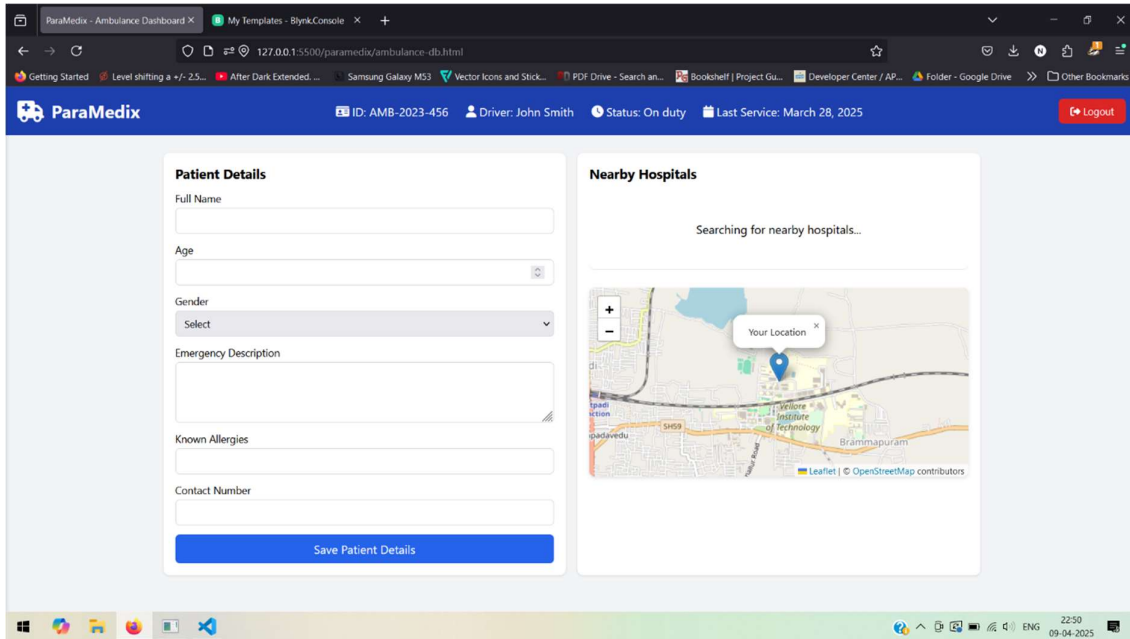 ParaMedix - Ambulance Dashboard
My Templates - Blynk.Console
127.0.0.1:5500/paramedix/ambulance-db.html
Getting Started Level shifting a +/- 2.5... After Dark Extended. ... Samsung Galaxy M53 Vector Icons and Stick... PDF Drive - Search an... Bookshelf | Project Gu... Developer Center / AP... Folder - Google Drive Other Bookmarks
ParaMedix ID: AMB-2023-456 Driver: John Smith Status: On duty Last Service: March 28, 2025 Logout
Patient Details
Full Name
Age
Gender
Select
Emergency Description
Known Allergies
Contact Number
Save Patient Details
Nearby Hospitals
Searching for nearby hospitals...
+
−
Your Location ×
Vellore
Institute
of Technology
SH59
padavedu
Brammapuram
Leaflet | © OpenStreetMap contributors
ENG 22:50
09-04-2025